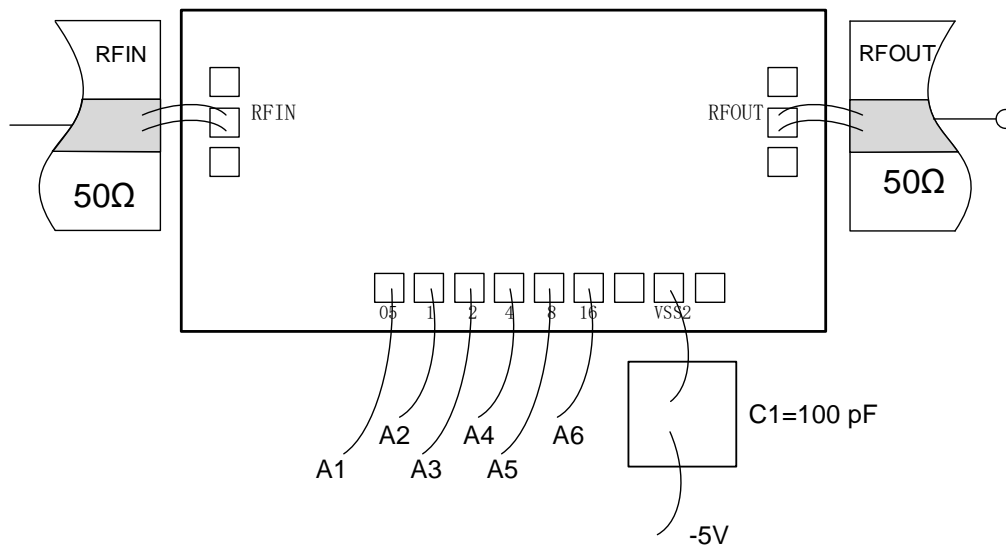 RFIN
RFOUT
RFIN
RFOUT
50Ω
50Ω
05 1 2 4 8 16 VSS2
C1=100 pF
A2 A4 A6
A1 A3 A5
-5V